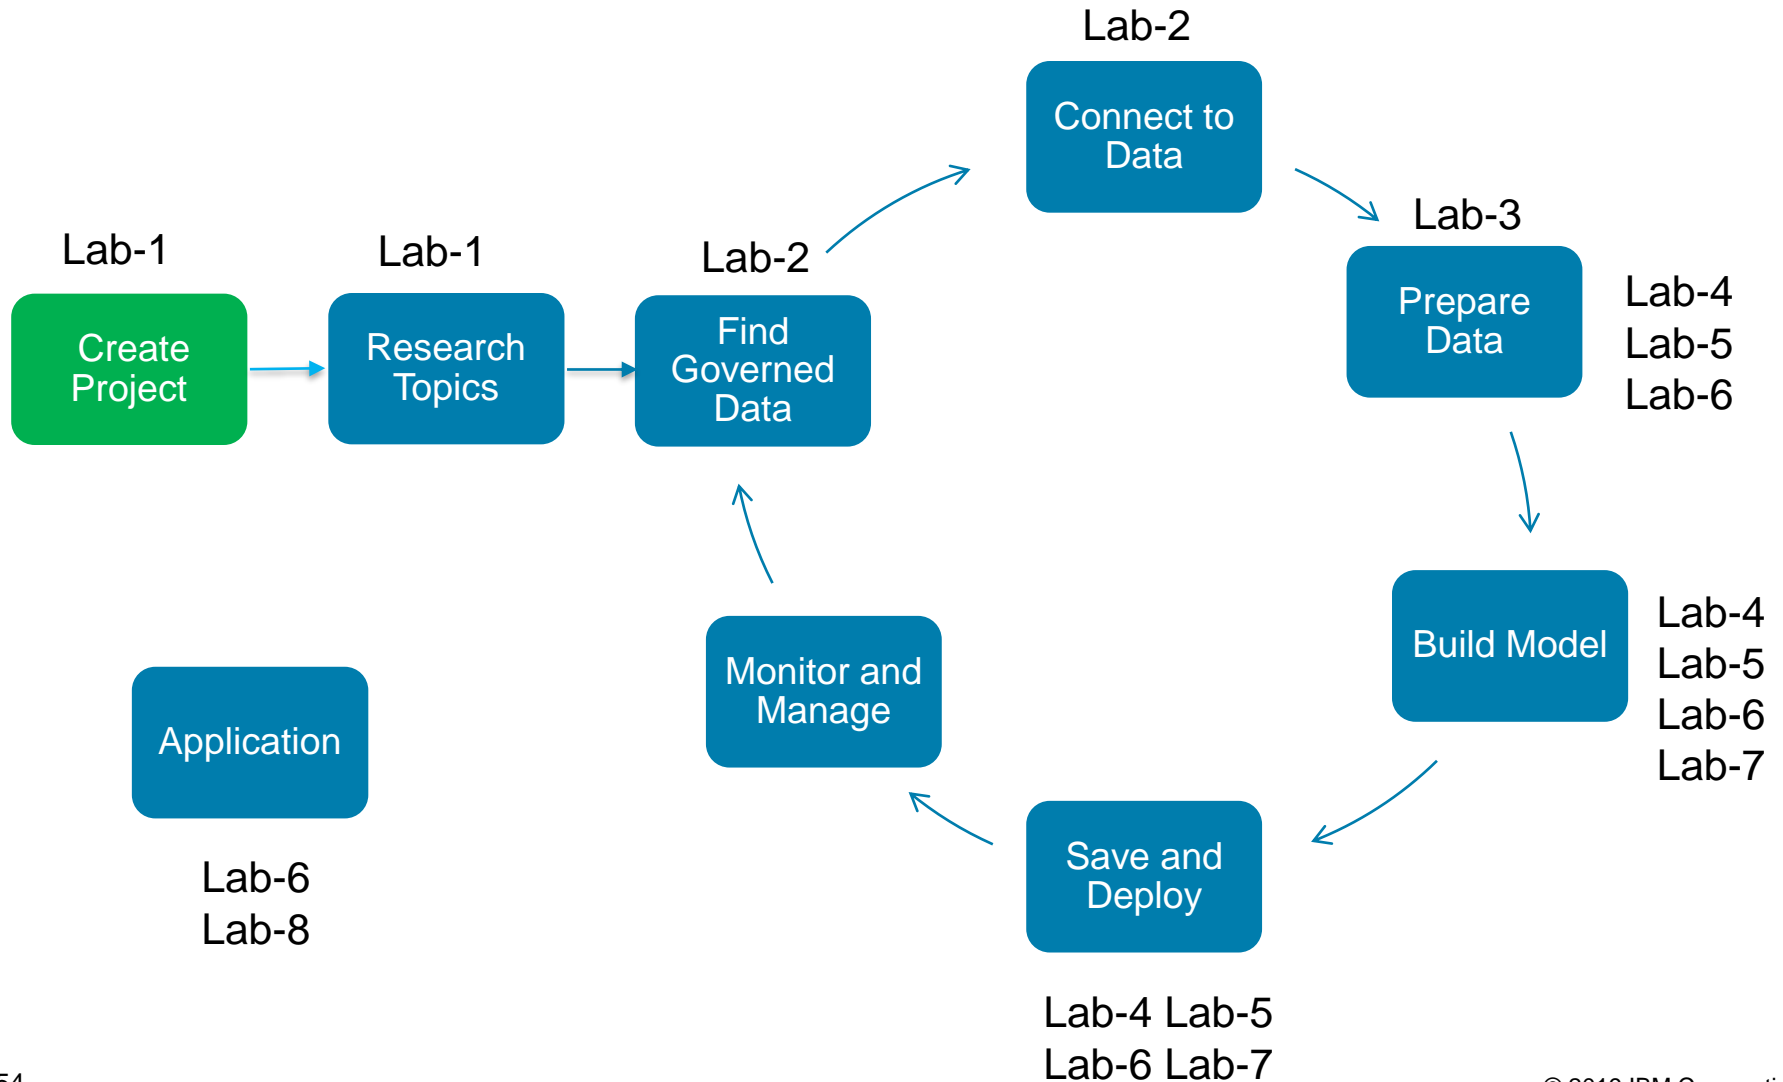 Lab-2
Connect to
Data
Lab-1
Lab-1
Lab-2
Lab-3
Create
Project
Research
Topics
Find
Governed
Data
Prepare
Data
Lab-4
Lab-5
Lab-6
Monitor and
Manage
Build Model
Lab-4
Lab-5
Lab-6
Lab-7
Application
Lab-6
Lab-8
Save and
Deploy
Lab-4 Lab-5
Lab-6 Lab-7